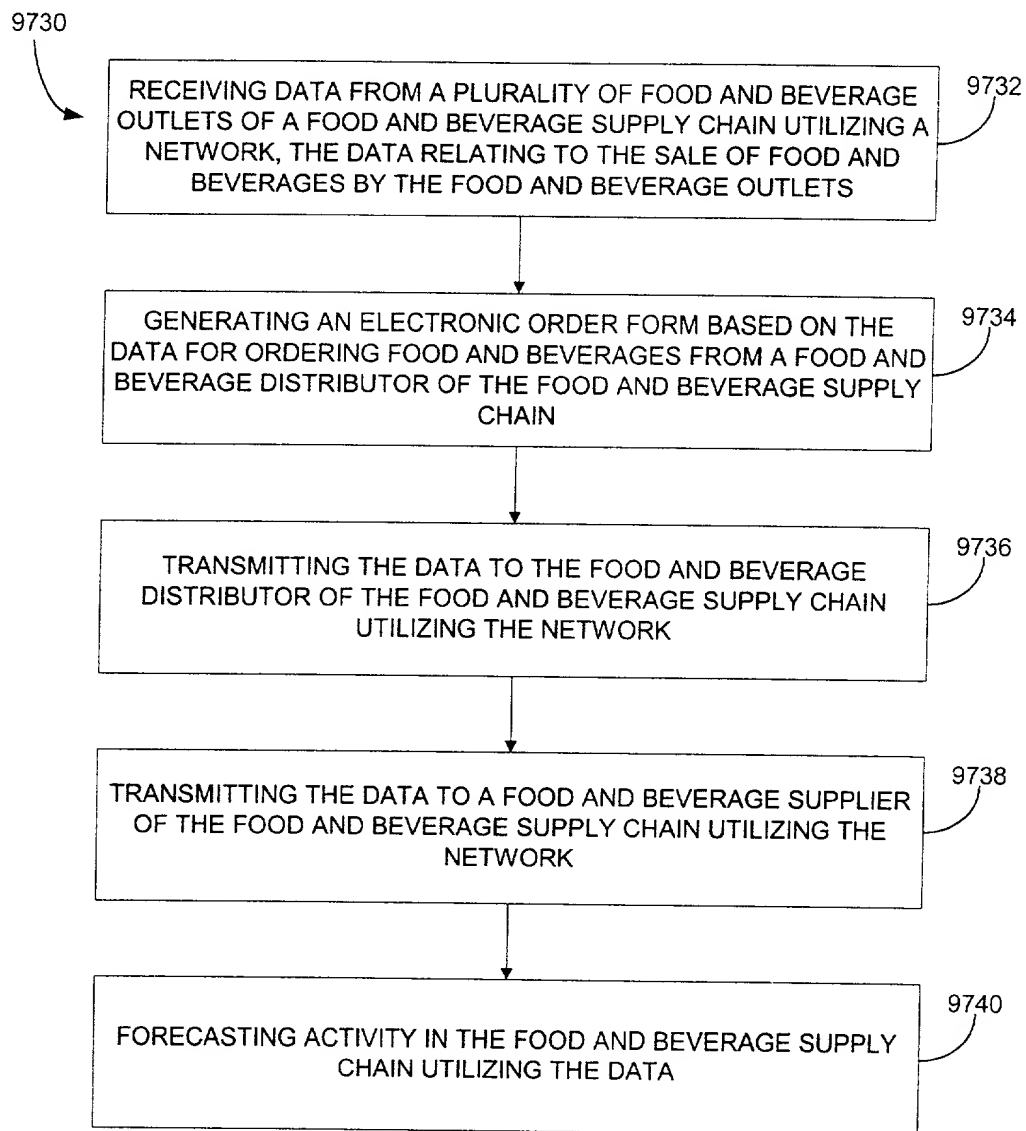 9730
RECEIVING DATA FROM A PLURALITY OF FOOD AND BEVERAGE
OUTLETS OF A FOOD AND BEVERAGE SUPPLY CHAIN UTILIZING A
NETWORK, THE DATA RELATING TO THE SALE OF FOOD AND
BEVERAGES BY THE FOOD AND BEVERAGE OUTLETS
9732
GENERATING AN ELECTRONIC ORDER FORM BASED ON THE
DATA FOR ORDERING FOOD AND BEVERAGES FROM A FOOD AND
BEVERAGE DISTRIBUTOR OF THE FOOD AND BEVERAGE SUPPLY
CHAIN
9734
TRANSMITTING THE DATA TO THE FOOD AND BEVERAGE
DISTRIBUTOR OF THE FOOD AND BEVERAGE SUPPLY CHAIN
UTILIZING THE NETWORK
9736
TRANSMITTING THE DATA TO A FOOD AND BEVERAGE SUPPLIER
OF THE FOOD AND BEVERAGE SUPPLY CHAIN UTILIZING THE
NETWORK
9738
FORECASTING ACTIVITY IN THE FOOD AND BEVERAGE SUPPLY
CHAIN UTILIZING THE DATA
9740